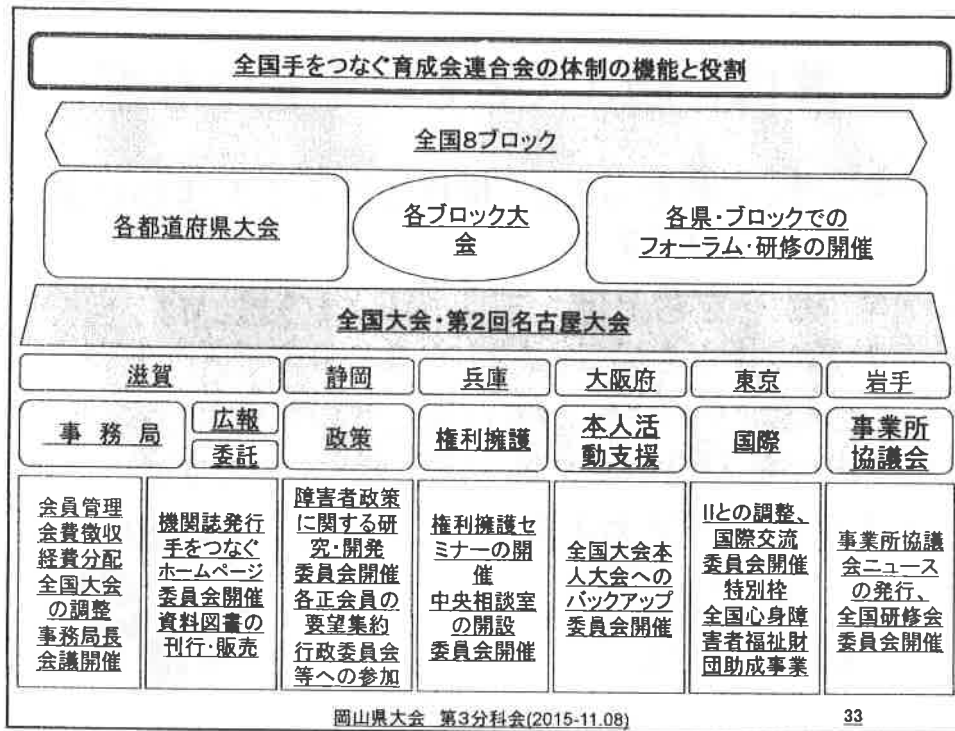 全国手をつなぐ育成会連合会の体制の機能と役割
全国8ブロック
各都道府県大会
各ブロック大
会
各県・ブロックでの
フォーラム・研修の開催
全国大会・第2回名古屋大会
滋賀
静岡
兵庫
大阪府
東京
岩手
事務局
広報
委託
政策
権利擁護
本人活
動支援
国際
事業所
協議会
会員管理
会費徴収
経費分配
全国大会
の調整
事務局長
会議開催
機関誌発行
手をつなぐ
ホームページ
委員会開催
資料図書の
刊行・販売
障害者政策
に関する研
究・開発
委員会開催
各正会員の
要望集約
行政委員会
等への参加
権利擁護セ
ミナーの開
催
中央相談室
の開設
委員会開催
全国大会本
人大会への
バックアップ
委員会開催
IIとの調整、
国際交流
委員会開催
特別枠
全国心身障
害者福祉財
団助成事業
事業所協議
会ニュース
の発行、
全国研修会
委員会開催
岡山県大会 第3分科会(2015-11.08)
33